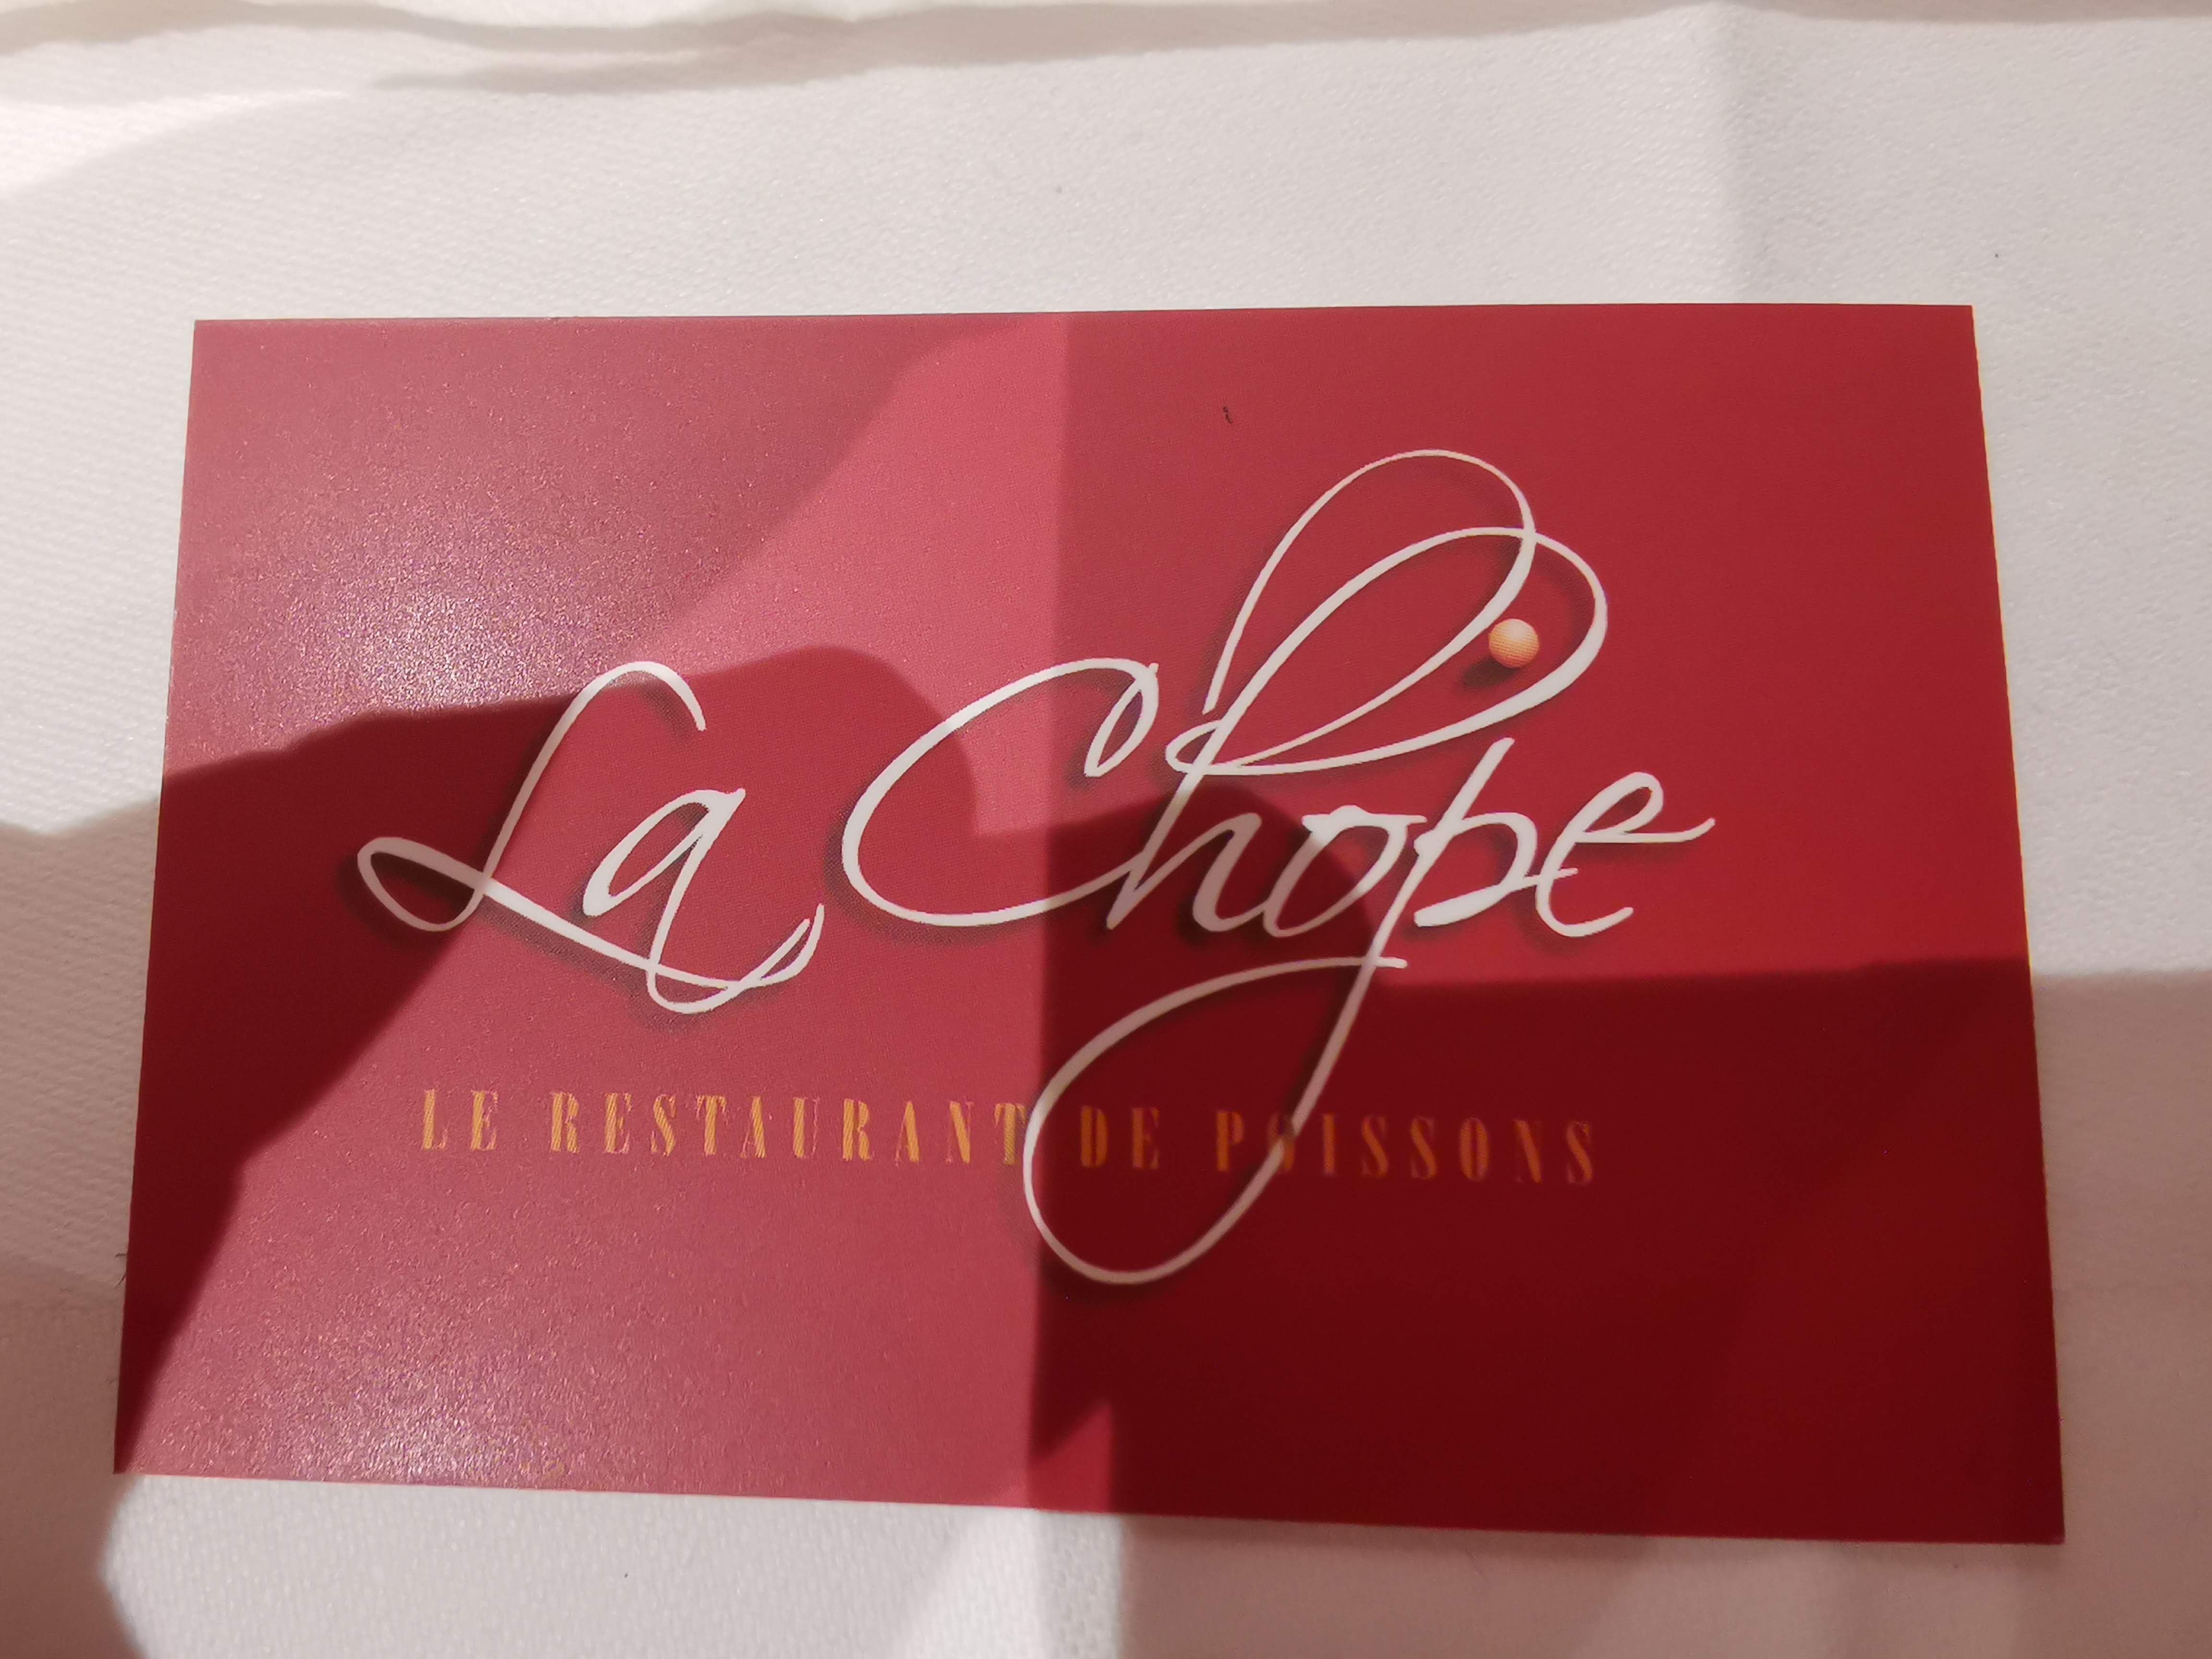 La Chope
LE RESTAURANT DE POISSONS